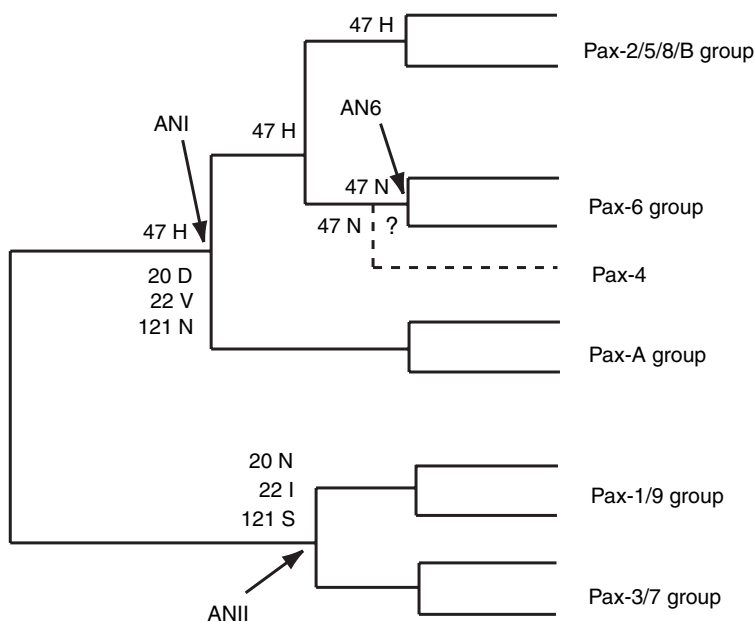 47 H
Pax-2/5/8/B group
ANI
AN6
47 H
47 N
Pax-6 group
47 N
?
47 H
Pax-4
20 D
22 V
121 N
Pax-A group
20 N
22 I
121 S
Pax-1/9 group
Pax-3/7 group
ANII